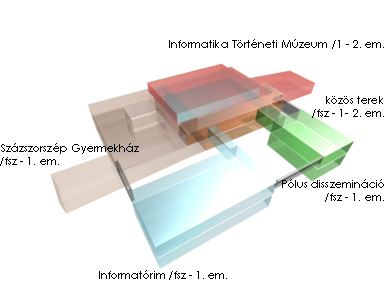 Informatika Történeti Múzeum /1 - 2. em.
közös terek
/fsz - 1- 2. em.
Százszorszép Gyermekház
/fsz - 1. em.
Pólus disszemináció
/fsz - 1. em.
Informatórim /fsz - 1. em.